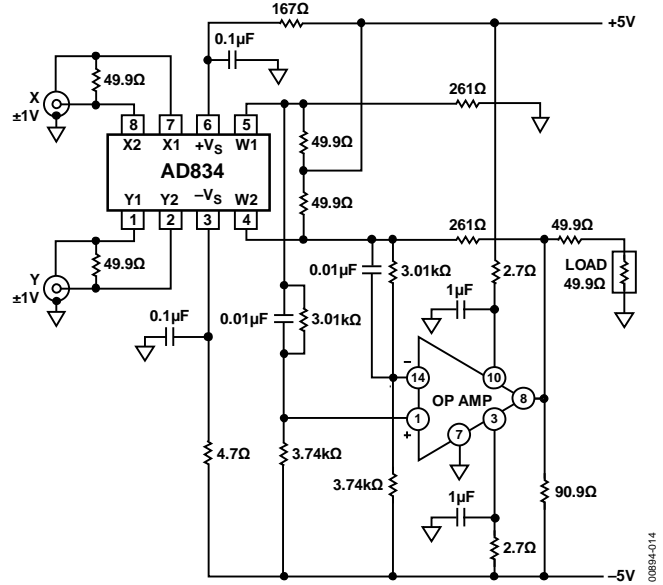 167Ω
+5V
0.1µF
49.9Ω
X
±1V
261Ω
8 7 6 5
X2 X1 +VS W1
49.9Ω
AD834
49.9Ω
Y1 Y2 –VS W2
1 2 3 4
261Ω
49.9Ω
Y
±1V
49.9Ω
0.01µF
3.01kΩ
2.7Ω
LOAD
49.9Ω
1µF
0.1µF
0.01µF
3.01kΩ
–
14
10
OP AMP
8
1
3
+
7
4.7Ω
3.74kΩ
3.74kΩ
1µF
90.9Ω
2.7Ω
–5V
00894-014